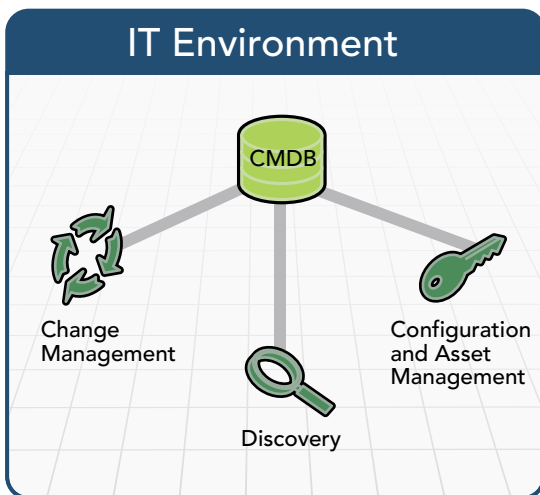 IT Environment
CMDB
Change
Management
Configuration
and Asset
Management
Discovery